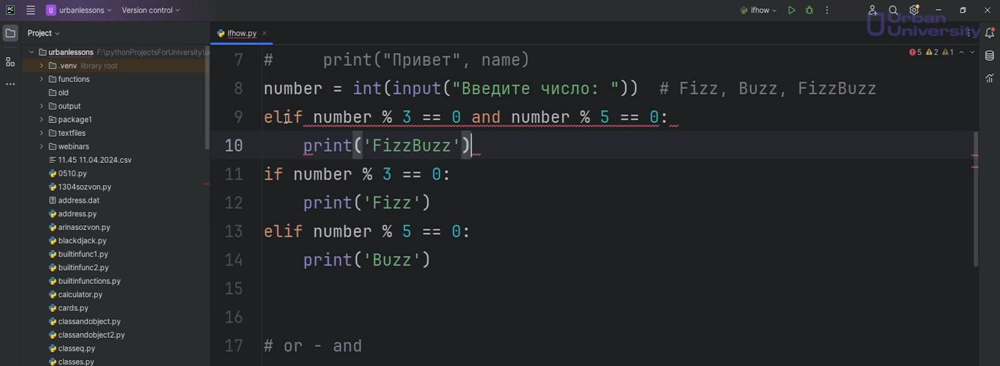 PC
U urbanlessons Version control ifhow
Urban
University
Project
ifhow.py
urbanlessons F:\pythonProjectsForUniversity\u
5 2 1
.venv library root
functions
old
output
package1
textfiles
webinars
11.45 11.04.2024.csv
0510.py
1304sozvon.py
address.dat
address.py
arinasozvon.py
blackdjack.py
builtinfunc1.py
builtinfunc2.py
builtinfunctions.py
calculator.py
cards.py
classandobject.py
classandobject2.py
classeq.py
classes.py
7 # print("Привет", name)
8 number = int(input("Введите число: ")) # Fizz, Buzz, FizzBuzz
9 elif number % 3 == 0 and number % 5 == 0:
10 print('FizzBuzz')
11 if number % 3 == 0:
12 print('Fizz')
13 elif number % 5 == 0:
14 print('Buzz')
15
16
17 # or - and